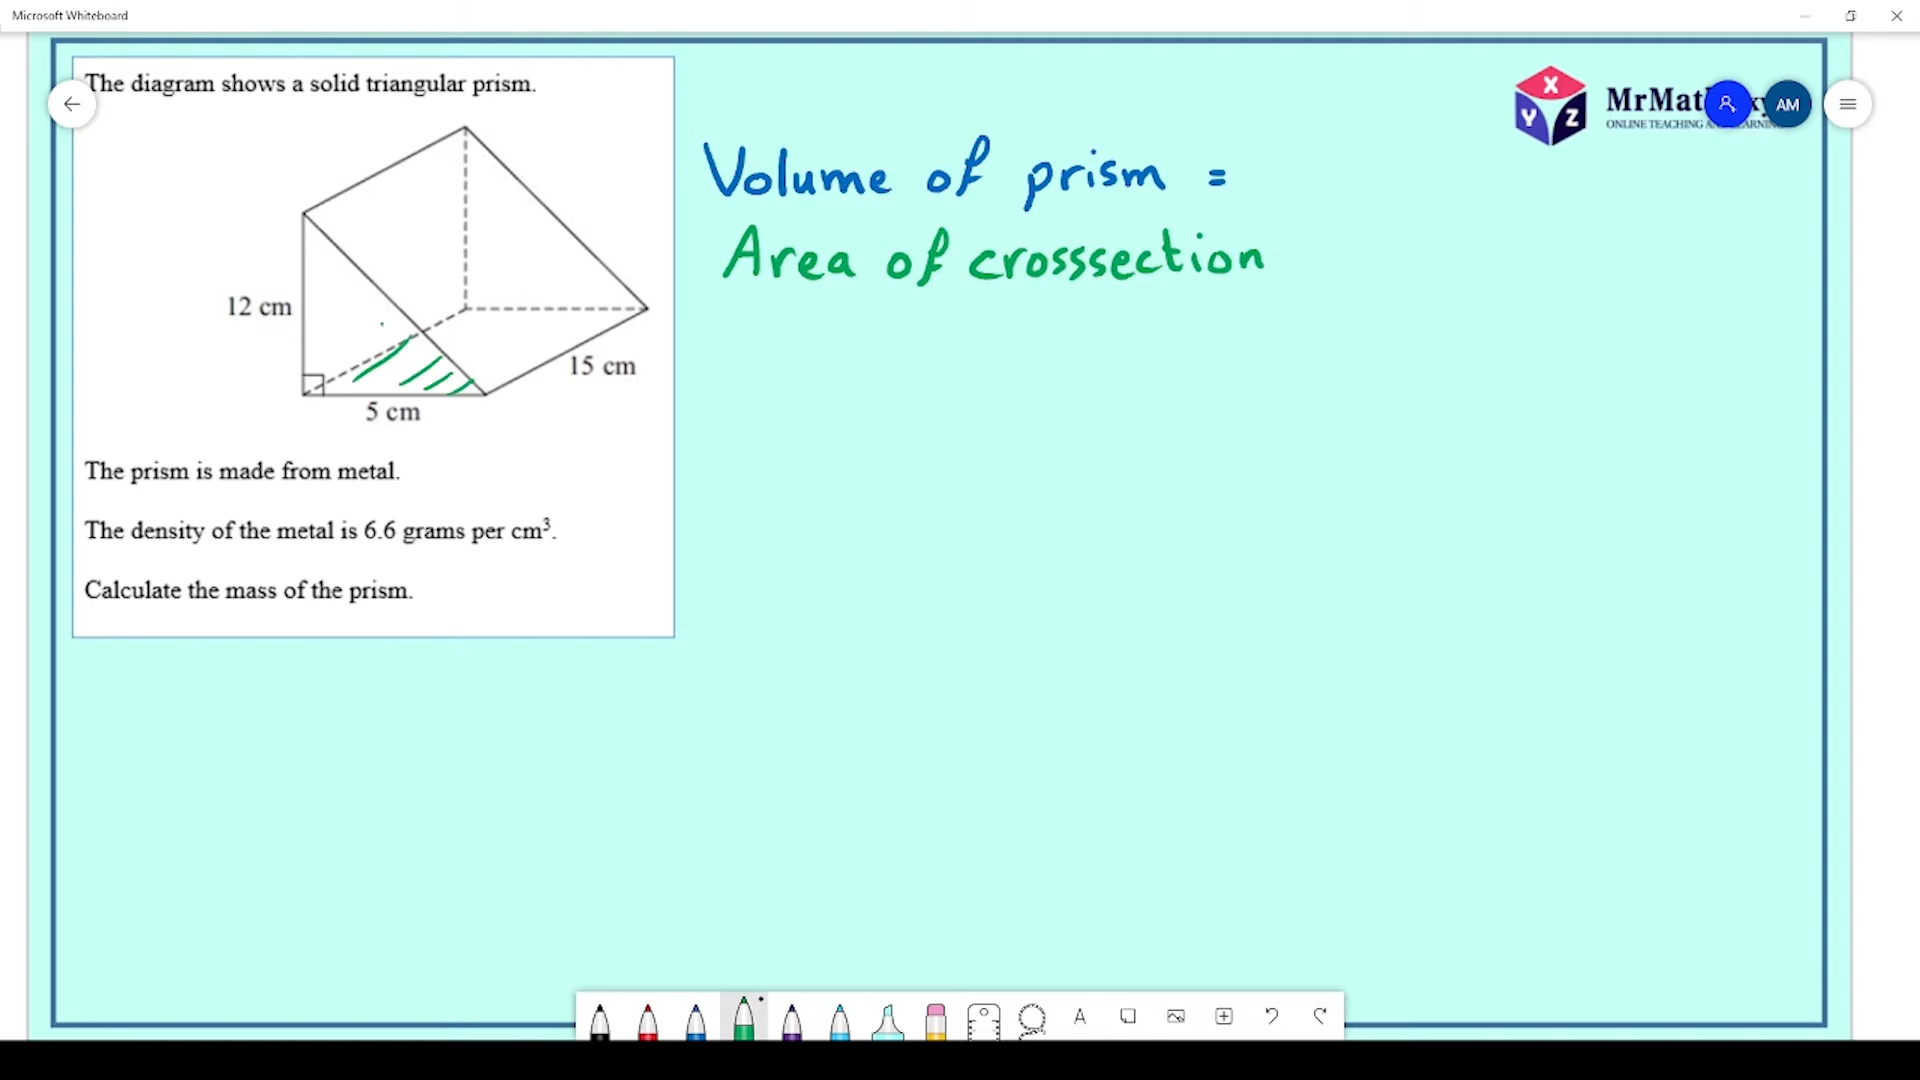 Microsoft Whiteboard
The diagram shows a solid triangular prism.
12 cm
15 cm
5 cm
The prism is made from metal.
The density of the metal is 6.6 grams per cm³.
Calculate the mass of the prism.
Volume of prism =
Area of crosssection
X
Y Z
AM
ONLINE TEACHING
A